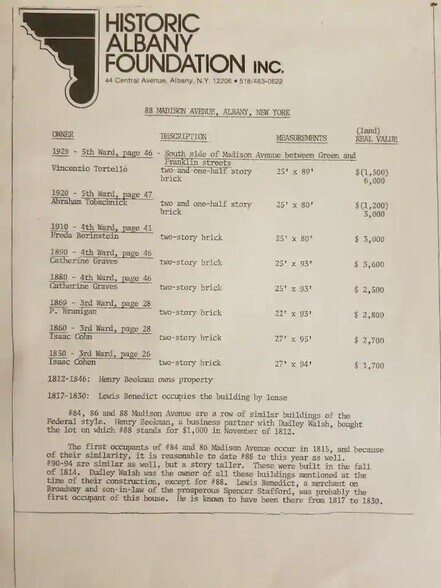 HISTORIC
ALBANY
FOUNDATION INC.
44 Central Avenue, Albany, N.Y. 12206 • 518/463-0622
88 MADISON AVENUE, ALBANY, NEW YORK
OWNER DESCRIPTION MEASUREMENTS (land) REAL VALUE
1929 - 5th Ward, page 46 - South side of Madison Avenue between Green and
Franklin streets
Vincenzio Tortello two and one-half story 25' x 89' $(1,500)
brick 6,000
1920 - 5th Ward, page 47
Abraham Tobachnick two and one-half story 25' x 80' $(1,200)
brick 3,000
1910 - 4th Ward, page 41
Freda Berinstein two-story brick 25' x 80' $ 3,000
1890 - 4th Ward, page 46
Catherine Graves two-story brick 25' x 93' $ 3,600
1880 - 4th Ward, page 46
Catherine Graves two-story brick 25' x 93' $ 2,500
1869 - 3rd Ward, page 28
P. Branigan two-story brick 22' x 93' $ 2,800
1860 - 3rd Ward, page 28
Isaac Cohn two-story brick 27' x 95' $ 2,700
1850 - 3rd Ward, page 26
Isaac Cohen two-story brick 27' x 94' $ 1,700
1812-1846: Henry Beekman owns property
1817-1830: Lewis Benedict occupies the building by lease
#84, 86 and 88 Madison Avenue are a row of similar buildings of the
Federal style. Henry Beekman, a business partner with Dudley Walsh, bought
the lot on which #88 stands for $1,000 in November of 1812.
The first occupants of #84 and 86 Madison Avenue occur in 1815, and because
of their similarity, it is reasonable to date #88 to this year as well.
#90-94 are similar as well, but a story taller. These were built in the fall
of 1814. Dudley Walsh was the owner of all these buildings mentioned at the
time of their construction, except for #88. Lewis Benedict, a merchant on
Broadway and son-in-law of the prosperous Spencer Stafford, was probably the
first occupant of this house. He is known to have been there from 1817 to 1830.